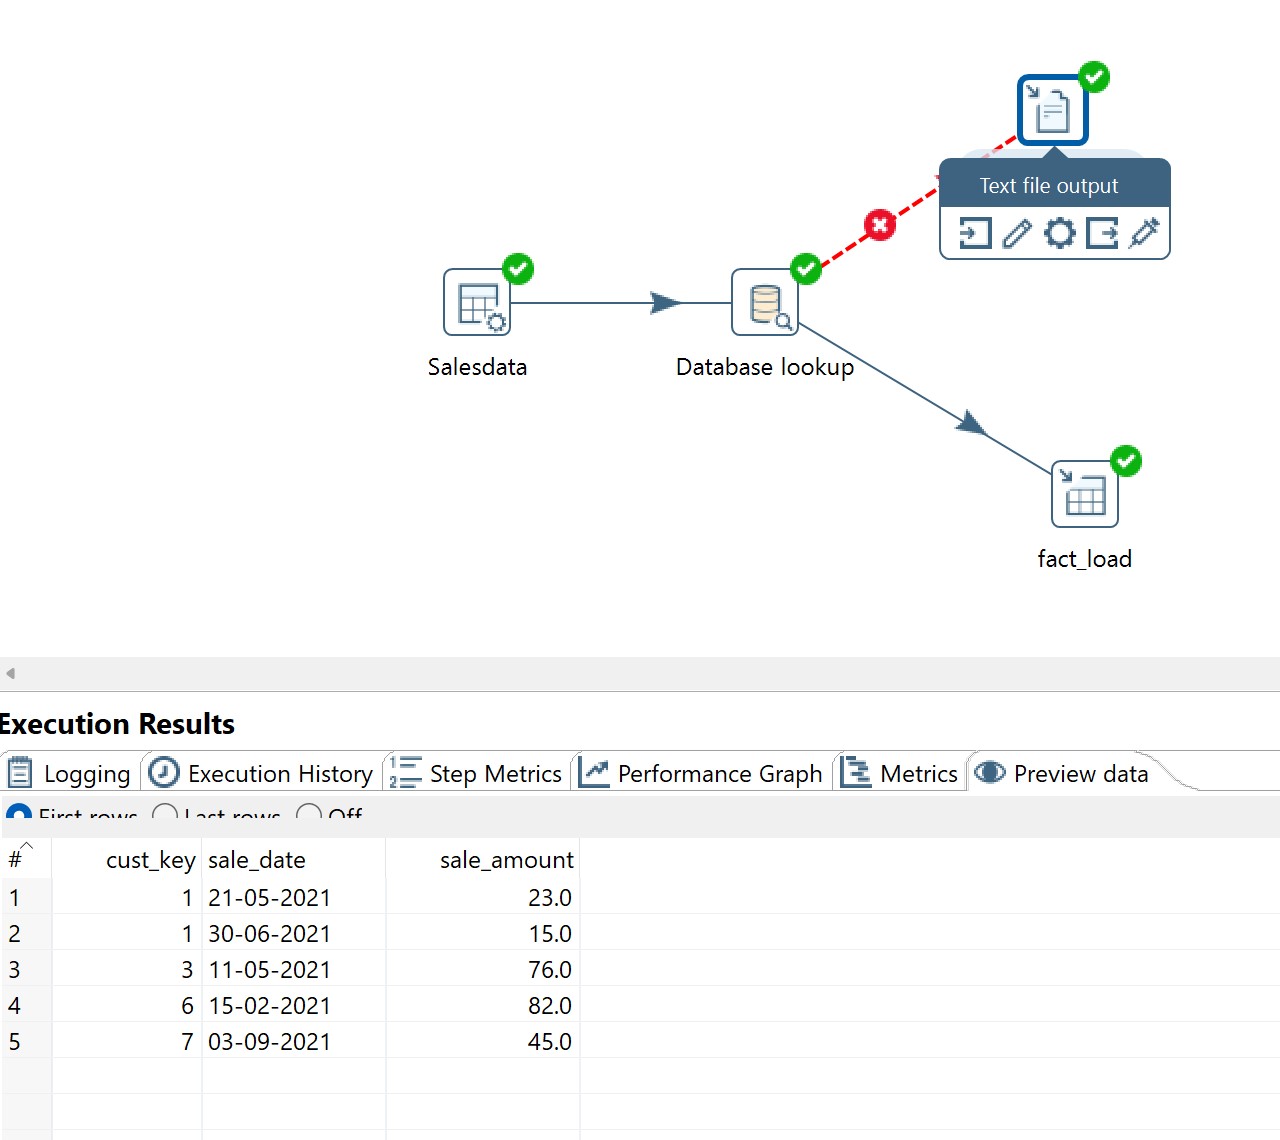 Text file output
Salesdata
Database lookup
fact_load
Execution Results
Logging Execution History Step Metrics Performance Graph Metrics Preview data
First rows Last rows Off
# cust_key sale_date sale_amount
1 1 21-05-2021 23.0
2 1 30-06-2021 15.0
3 3 11-05-2021 76.0
4 6 15-02-2021 82.0
5 7 03-09-2021 45.0